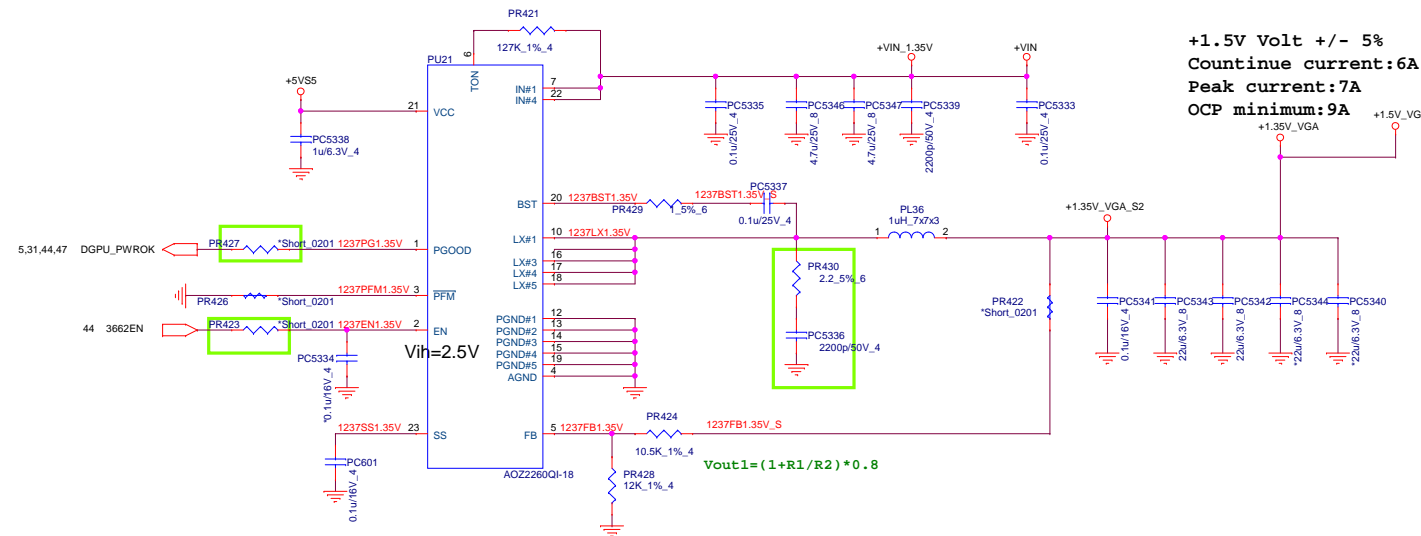 PR421
127K_1%_4
+1.5V Volt +/- 5%
Countinue current:6A
Peak current:7A
OCP minimum:9A
+VIN_1.35V
+VIN
+1.35V_VGA
+1.5V_VG
PU21
6
TON
+5VS5
21
VCC
PC5338
1u/6.3V_4
7
IN#1
22
IN#4
PC5335
0.1u/25V_4
PC5346
4.7u/25V_8
PC5347
4.7u/25V_8
PC5339
2200p/50V_4
PC5333
0.1u/25V_4
BST
20
1237BST1.35V
PR429
1_5%_6
1237BST1.35V_S
PC5337
0.1u/25V_4
LX#1
10
1237LX1.35V
LX#3
16
LX#4
17
LX#5
18
PL36
1uH_7x7x3
1
2
+1.35V_VGA_S2
5,31,44,47
DGPU_PWROK
PR427
*Short_0201
1237PG1.35V
1
PGOOD
PR426
*Short_0201
1237PFM1.35V
3
PFM
44
3662EN
PR423
*Short_0201
1237EN1.35V
2
EN
Vih=2.5V
PC5334
*0.1u/16V_4
PGND#1
12
PGND#2
13
PGND#3
14
PGND#4
15
PGND#5
19
AGND
4
PR430
2.2_5%_6
PC5336
2200p/50V_4
PR422
*Short_0201
PC5341
0.1u/16V_4
PC5343
22u/6.3V_8
PC5342
22u/6.3V_8
PC5344
*22u/6.3V_8
PC5340
*22u/6.3V_8
1237SS1.35V
23
SS
PC601
0.1u/16V_4
FB
5
1237FB1.35V
PR424
10.5K_1%_4
1237FB1.35V_S
PR428
12K_1%_4
Vout1=(1+R1/R2)*0.8
AOZ2260QI-18